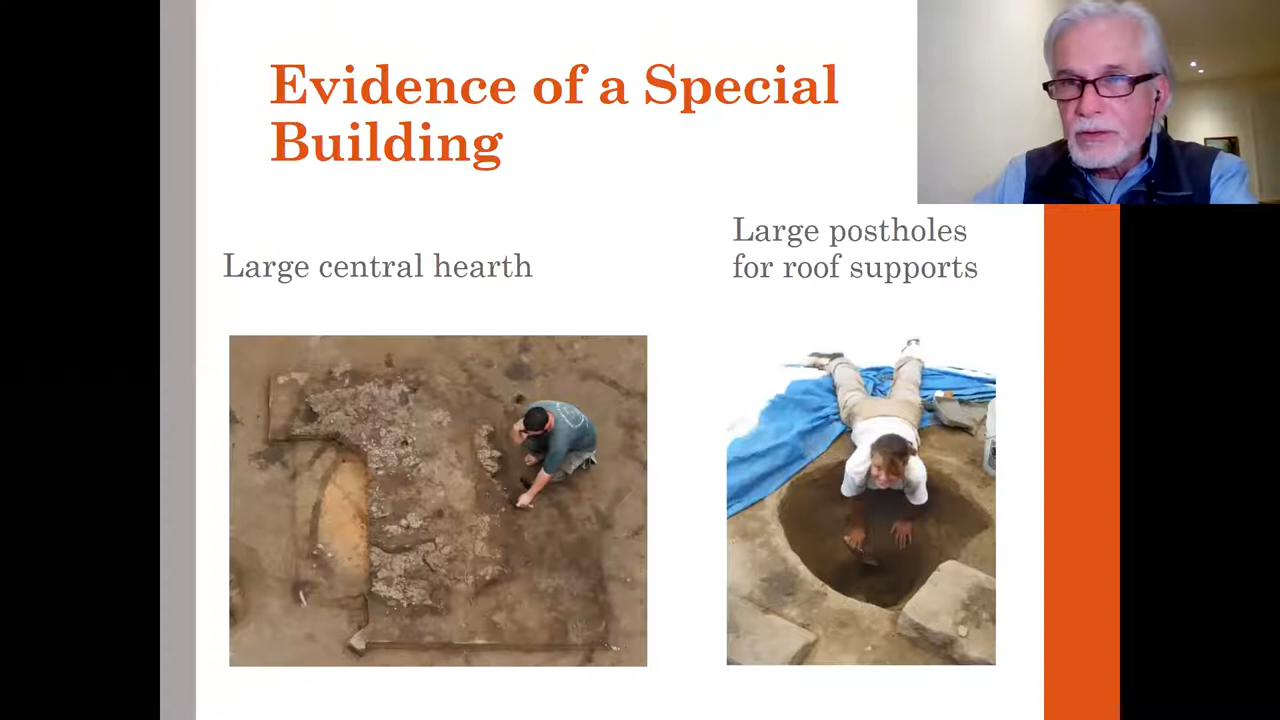 Evidence of a Special
Building
Large central hearth
Large postholes
for roof supports